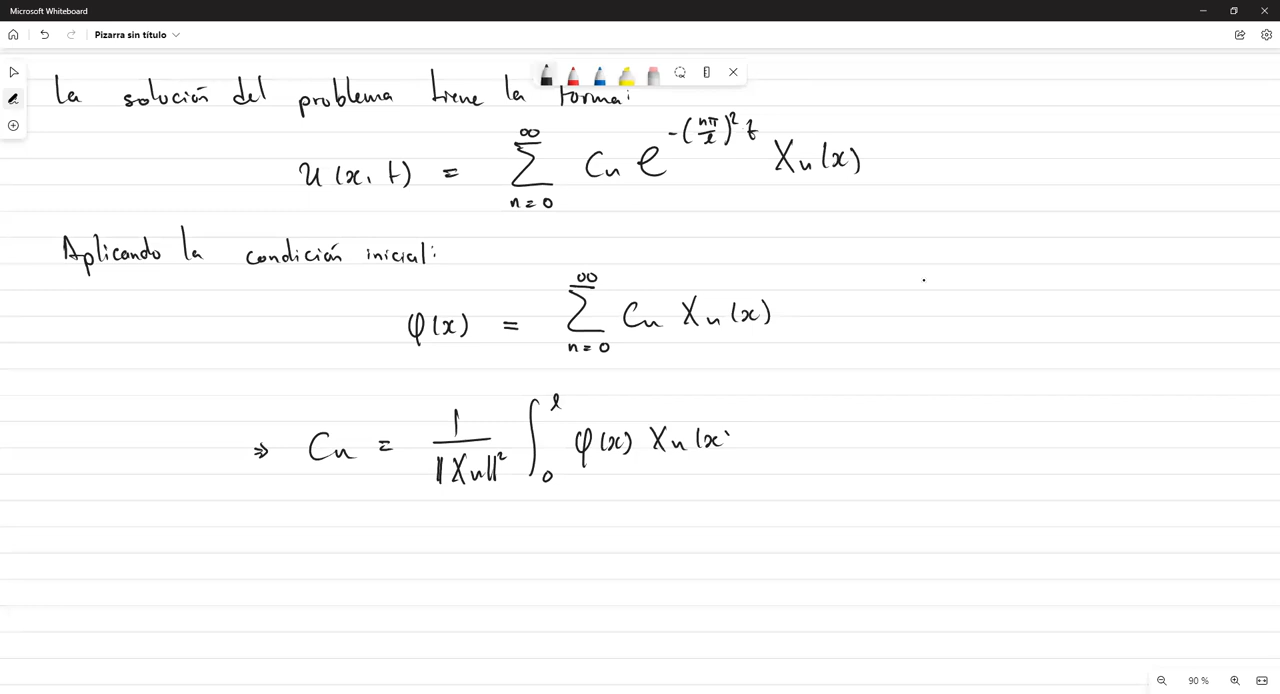 Microsoft Whiteboard
Pizarra sin título
La solución del problema tiene la forma:
u(x,t) = ∑_{n=0}^{∞} Cn e^{-(nπ/l)² t} Xn(x)
Aplicando la condición inicial:
φ(x) = ∑_{n=0}^{∞} Cn Xn(x)
⇒ Cn = 1/‖Xn‖² ∫_0^l φ(x) Xn(x
90 %